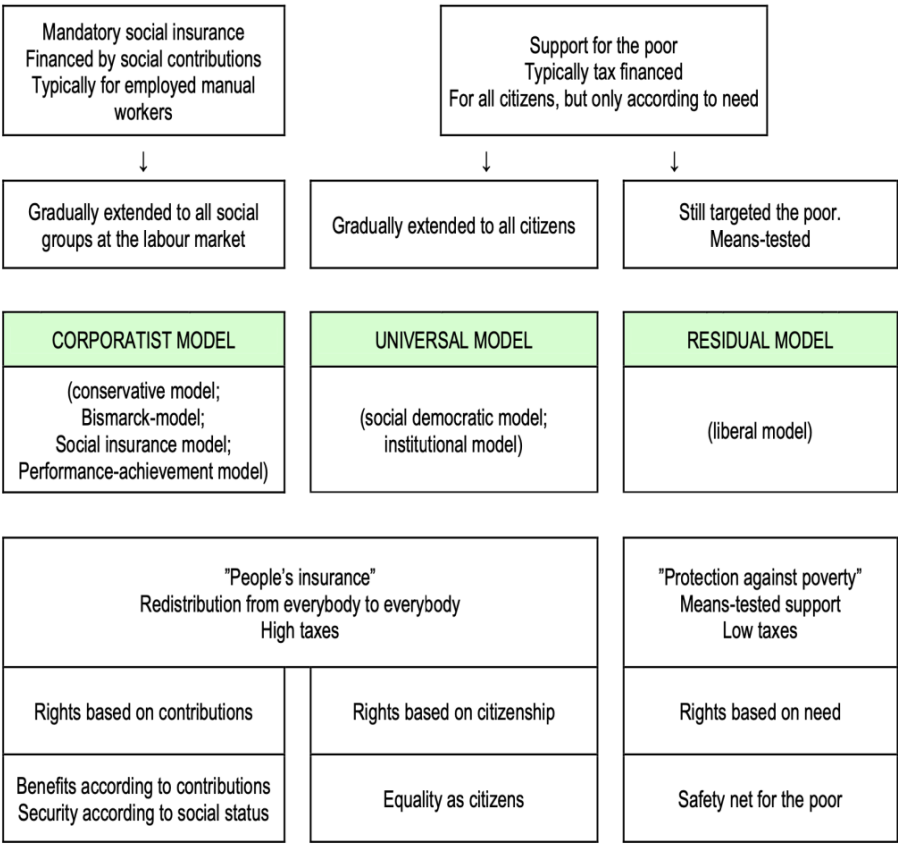 Mandatory social insurance
Financed by social contributions
Typically for employed manual
workers
Support for the poor
Typically tax financed
For all citizens, but only according to need
↓
↓
↓
Gradually extended to all social
groups at the labour market
Gradually extended to all citizens
Still targeted the poor.
Means-tested
CORPORATIST MODEL
UNIVERSAL MODEL
RESIDUAL MODEL
(conservative model;
Bismarck-model;
Social insurance model;
Performance-achievement model)
(social democratic model;
institutional model)
(liberal model)
”People’s insurance”
Redistribution from everybody to everybody
High taxes
”Protection against poverty”
Means-tested support
Low taxes
Rights based on contributions
Rights based on citizenship
Rights based on need
Benefits according to contributions
Security according to social status
Equality as citizens
Safety net for the poor